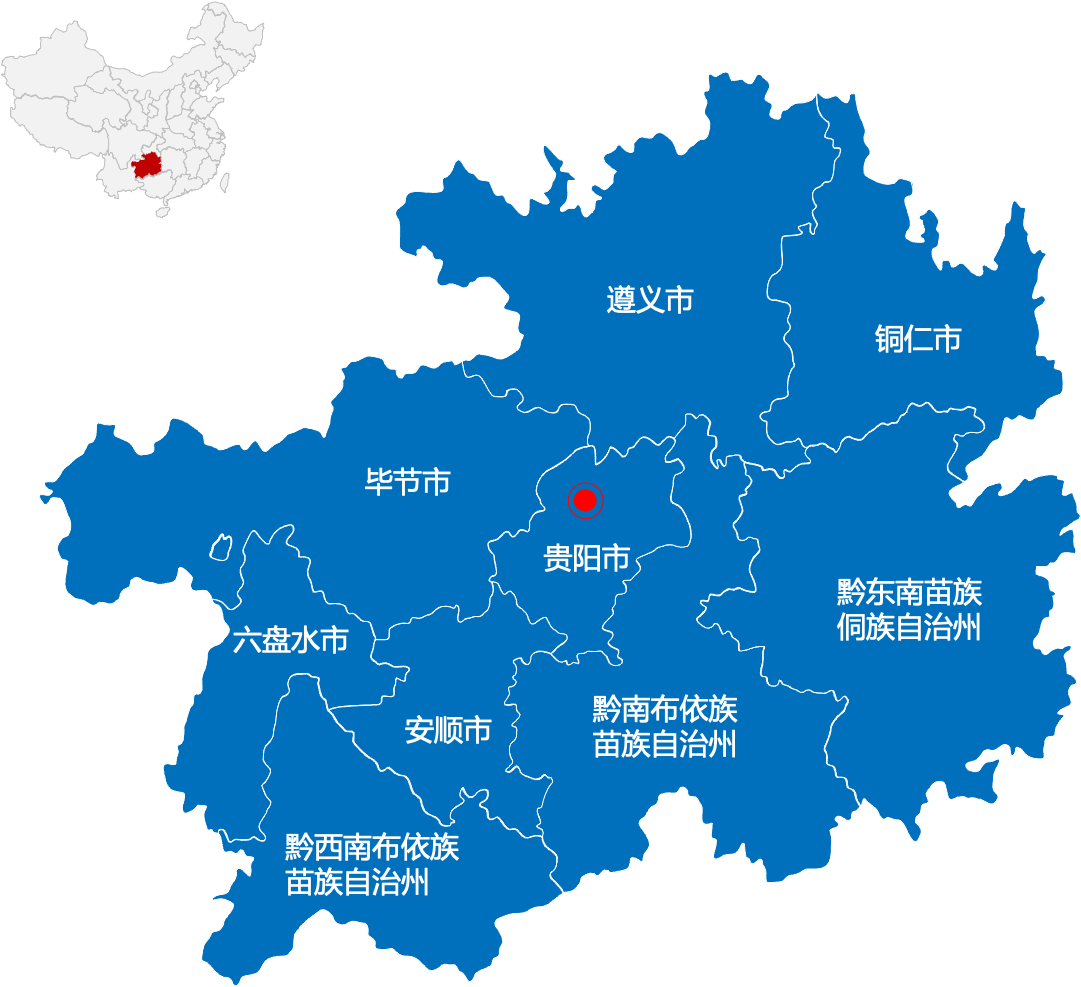 遵义市
铜仁市
毕节市
贵阳市
黔东南苗族
侗族自治州
六盘水市
安顺市
黔南布依族
苗族自治州
黔西南布依族
苗族自治州